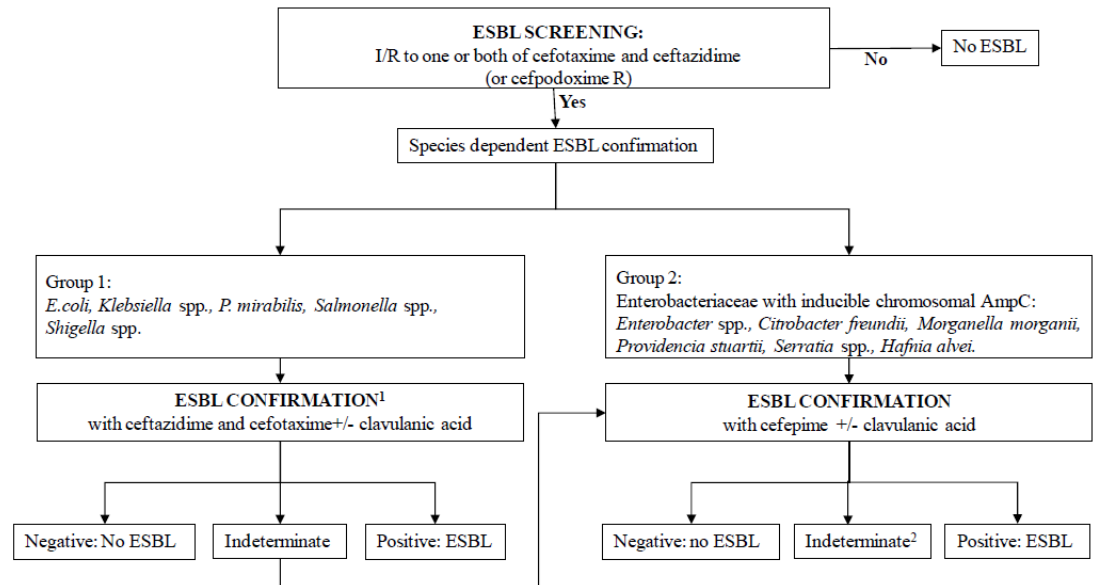 ESBL SCREENING:
I/R to one or both of cefotaxime and ceftazidime
(or cefpodoxime R)
No
No ESBL
Yes
Species dependent ESBL confirmation
Group 1:
E.coli, Klebsiella spp., P. mirabilis, Salmonella spp.,
Shigella spp.
Group 2:
Enterobacteriaceae with inducible chromosomal AmpC:
Enterobacter spp., Citrobacter freundii, Morganella morganii,
Providencia stuartii, Serratia spp., Hafnia alvei.
ESBL CONFIRMATION¹
with ceftazidime and cefotaxime+/- clavulanic acid
ESBL CONFIRMATION
with cefepime +/- clavulanic acid
Negative: No ESBL
Indeterminate
Positive: ESBL
Negative: no ESBL
Indeterminate²
Positive: ESBL